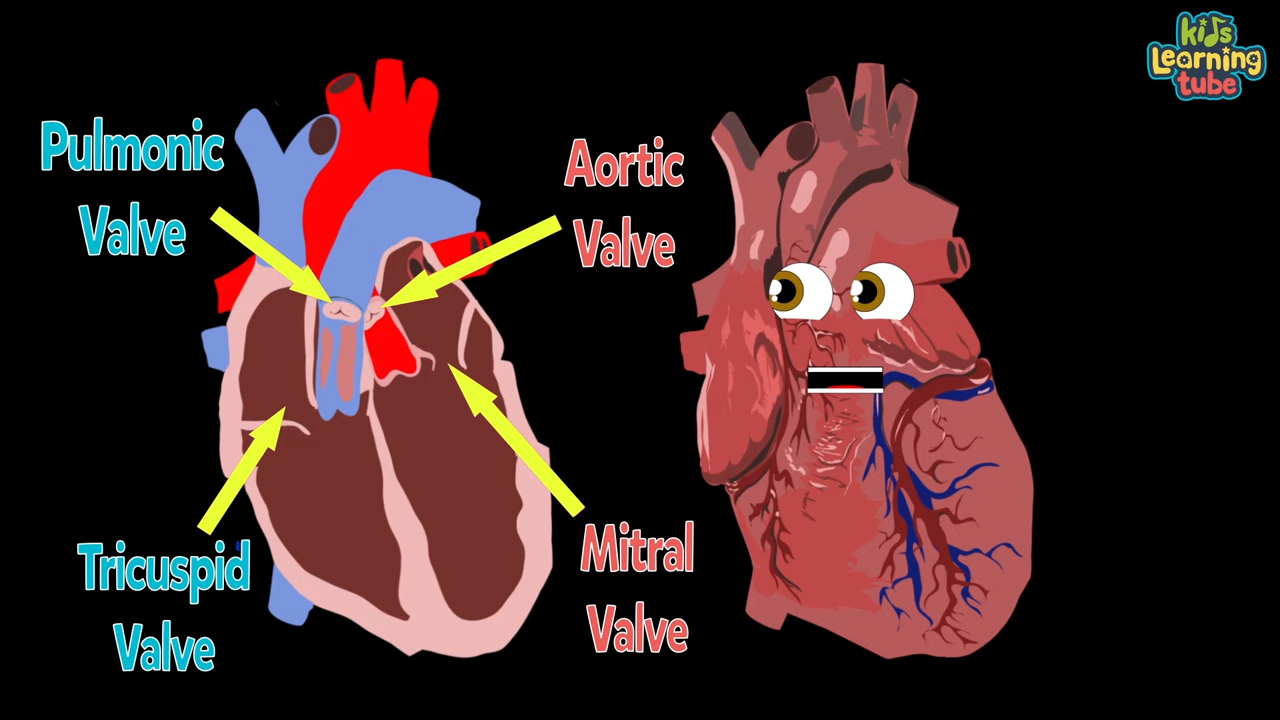 Pulmonic
Valve
Aortic
Valve
Tricuspid
Valve
Mitral
Valve
kids
Learning
tube